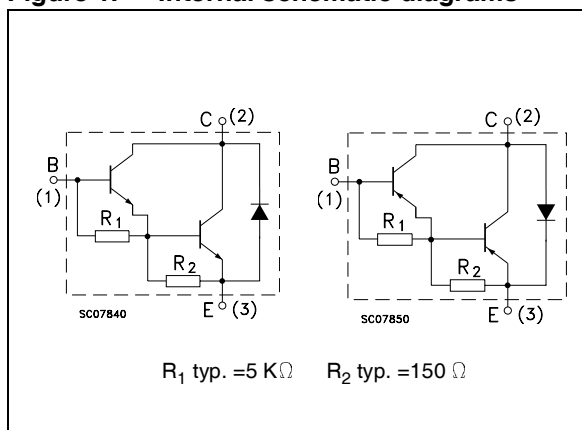 Figure 1. Internal schematic diagrams
C (2)
C (2)
B
(1)
B
(1)
R1
R1
R2
R2
E (3)
E (3)
SC07840
SC07850
R1 typ. =5 KΩ R2 typ. =150 Ω